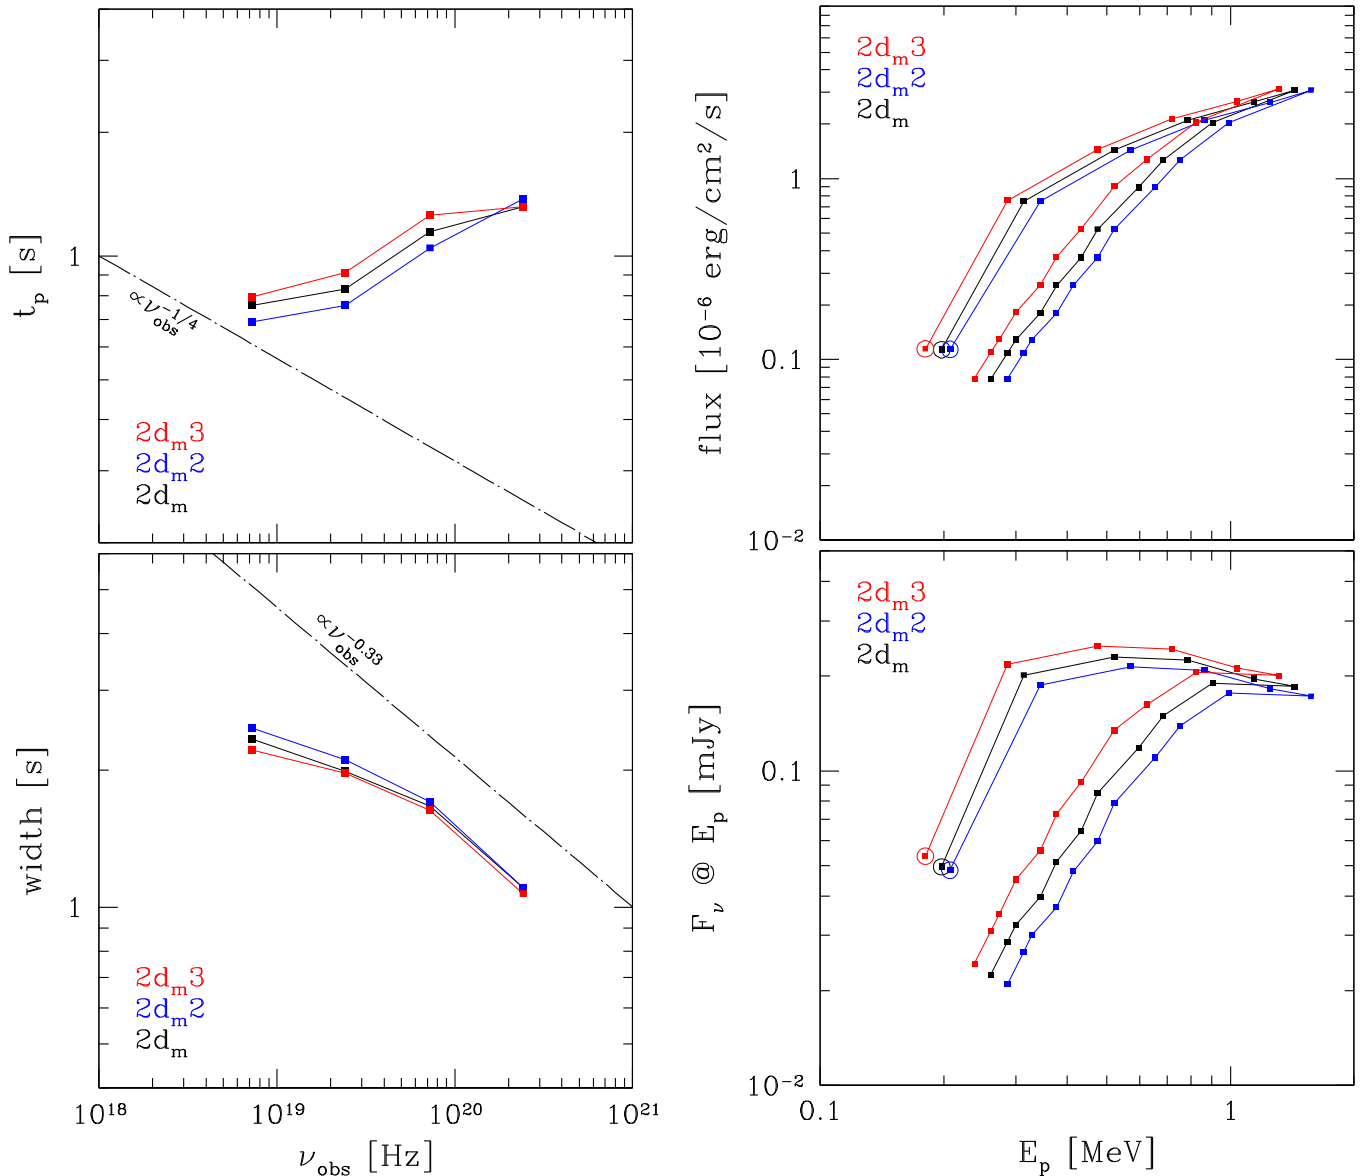 t_p [s]
1
∝ν_obs^-1/4
2d_m3
2d_m2
2d_m
width [s]
1
∝ν_obs^-0.33
2d_m3
2d_m2
2d_m
10^18
10^19
10^20
10^21
ν_obs [Hz]
flux [10^-6 erg/cm^2/s]
2d_m3
2d_m2
2d_m
1
0.1
10^-2
F_ν @ E_p [mJy]
2d_m3
2d_m2
2d_m
0.1
10^-2
0.1
1
E_p [MeV]